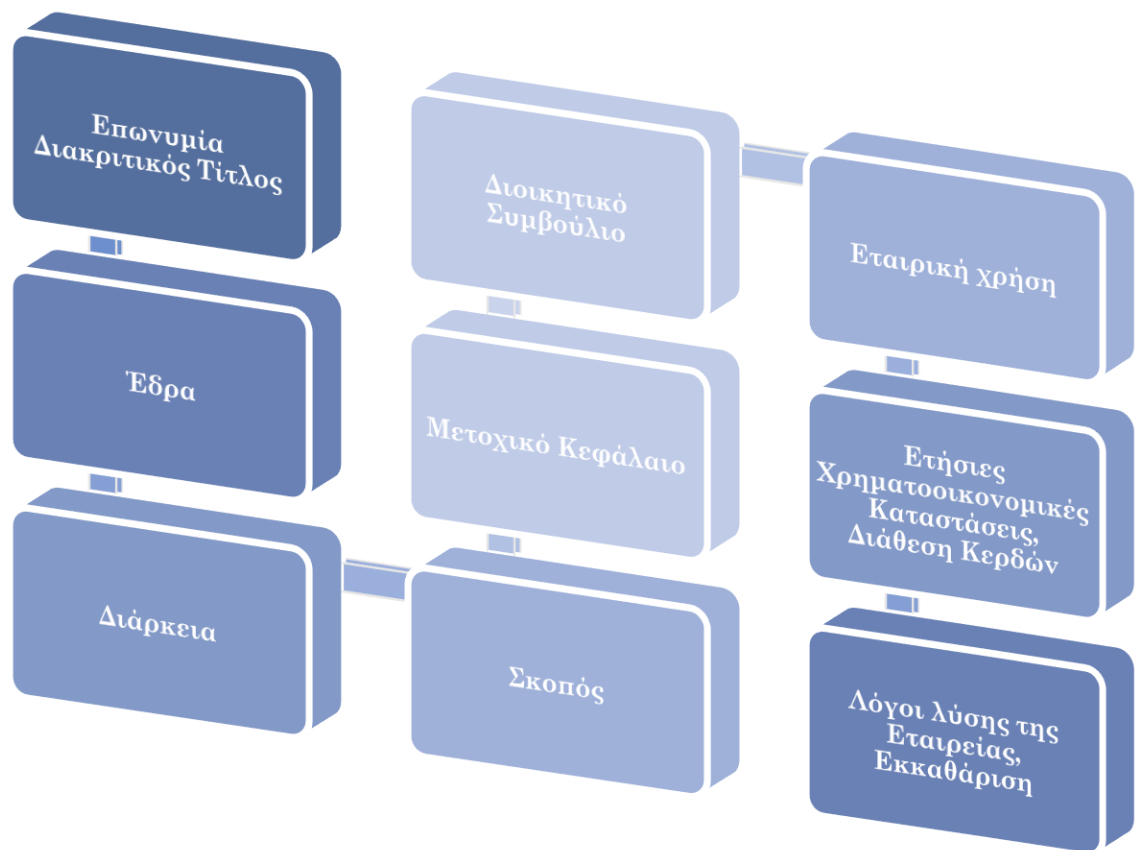 Επωνυμία
Διακριτικός Τίτλος
Έδρα
Διάρκεια
Σκοπός
Μετοχικό Κεφάλαιο
Διοικητικό
Συμβούλιο
Εταιρική χρήση
Ετήσιες
Χρηματοοικονομικές
Καταστάσεις,
Διάθεση Κερδών
Λόγοι λύσης της
Εταιρείας,
Εκκαθάριση